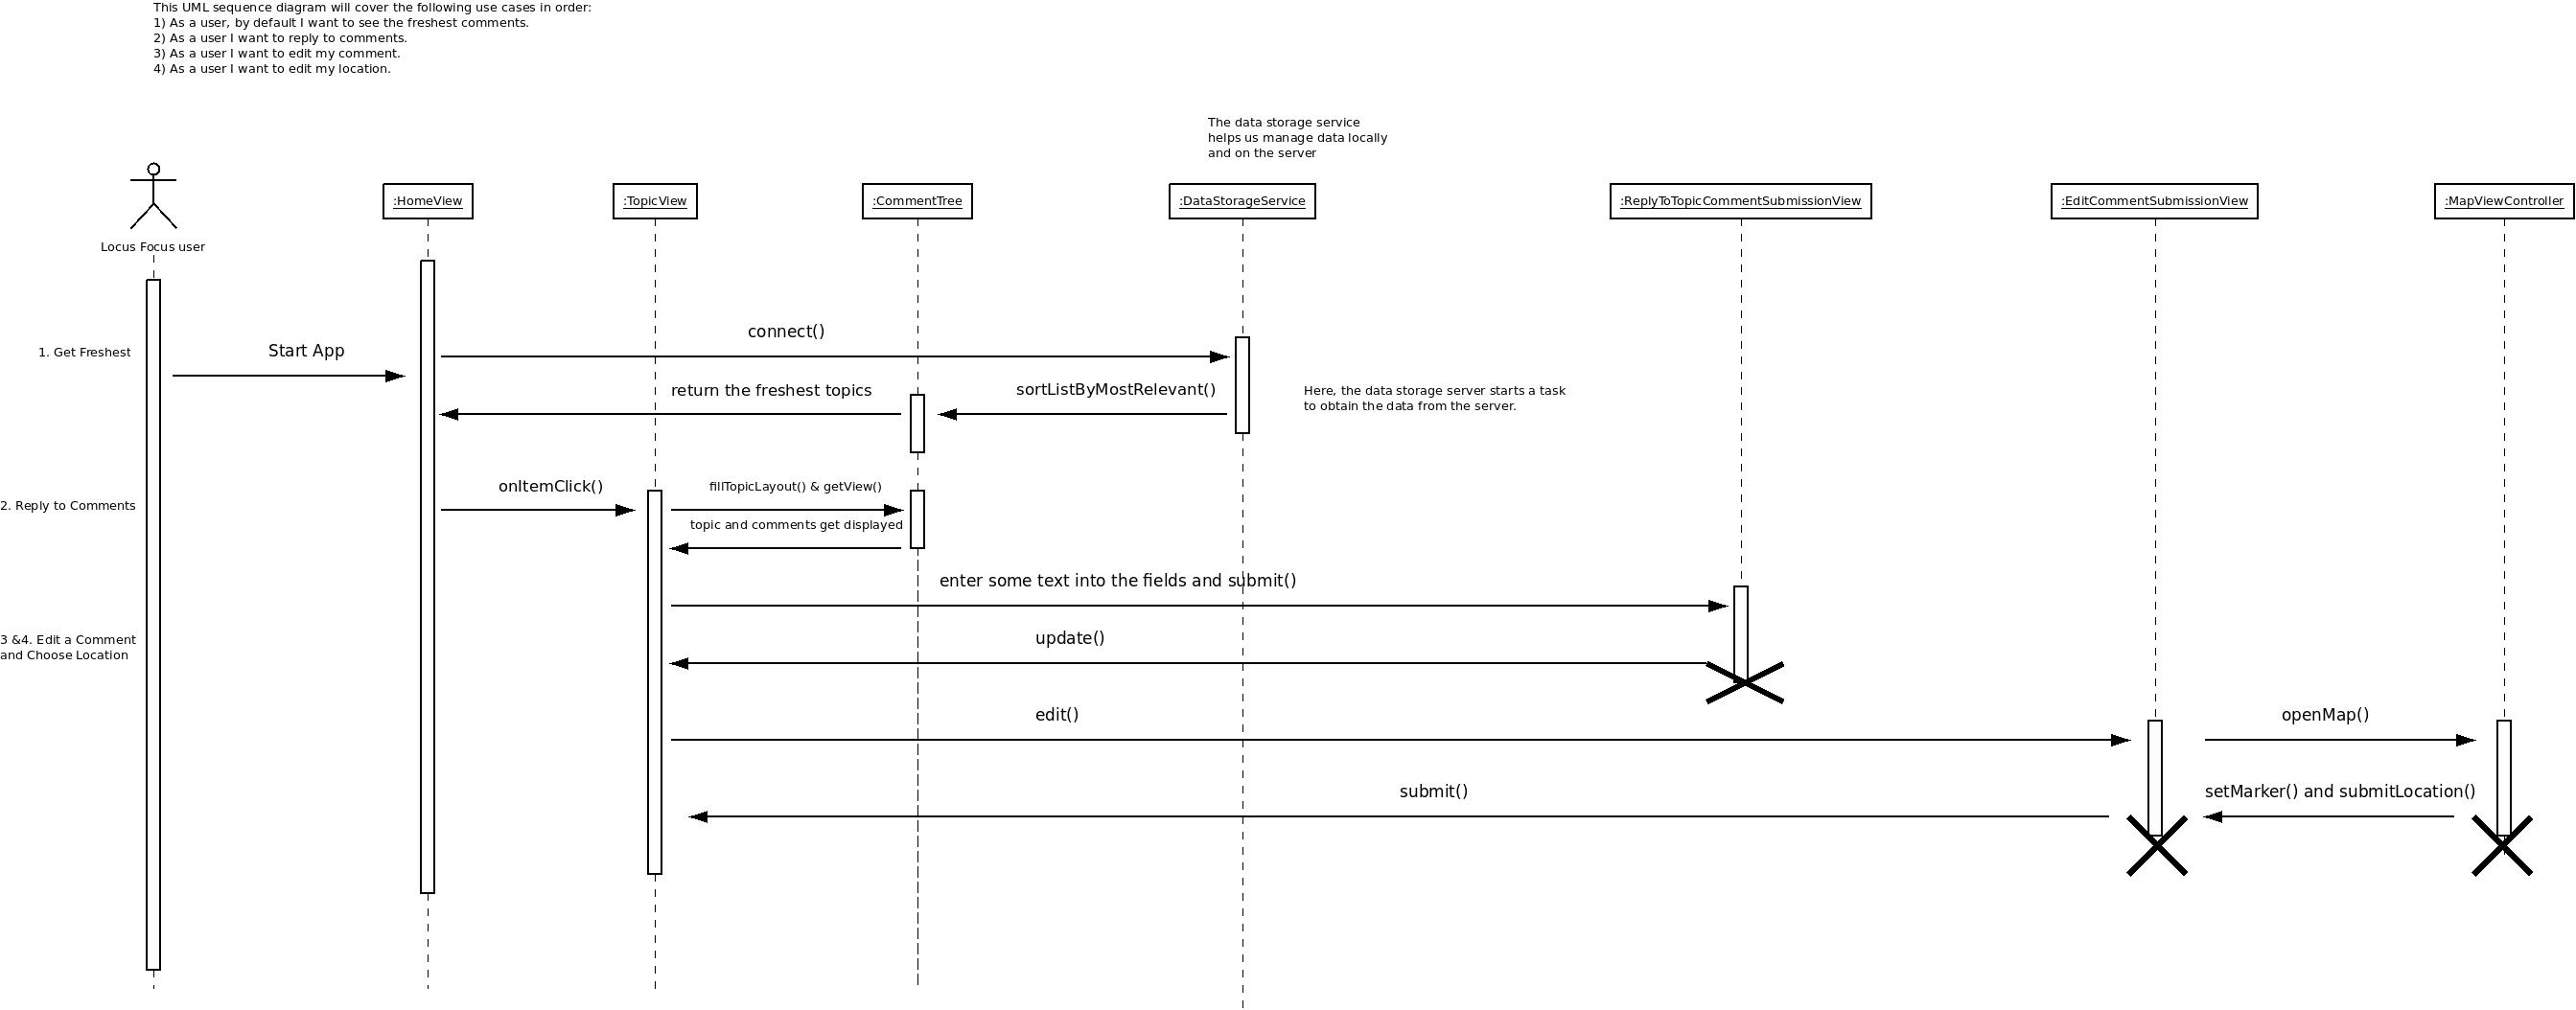 This UML sequence diagram will cover the following use cases in order:
1) As a user, by default I want to see the freshest comments.
2) As a user I want to reply to comments.
3) As a user I want to edit my comment.
4) As a user I want to edit my location.
The data storage service
helps us manage data locally
and on the server
:HomeView
:TopicView
:CommentTree
:DataStorageService
:ReplyToTopicCommentSubmissionView
:EditCommentSubmissionView
:MapViewController
Locus Focus user
connect()
1. Get Freshest
Start App
return the freshest topics
sortListByMostRelevant()
Here, the data storage server starts a task
to obtain the data from the server.
onItemClick()
fillTopicLayout() & getView()
2. Reply to Comments
topic and comments get displayed
enter some text into the fields and submit()
3 &4. Edit a Comment
and Choose Location
update()
edit()
openMap()
submit()
setMarker() and submitLocation()